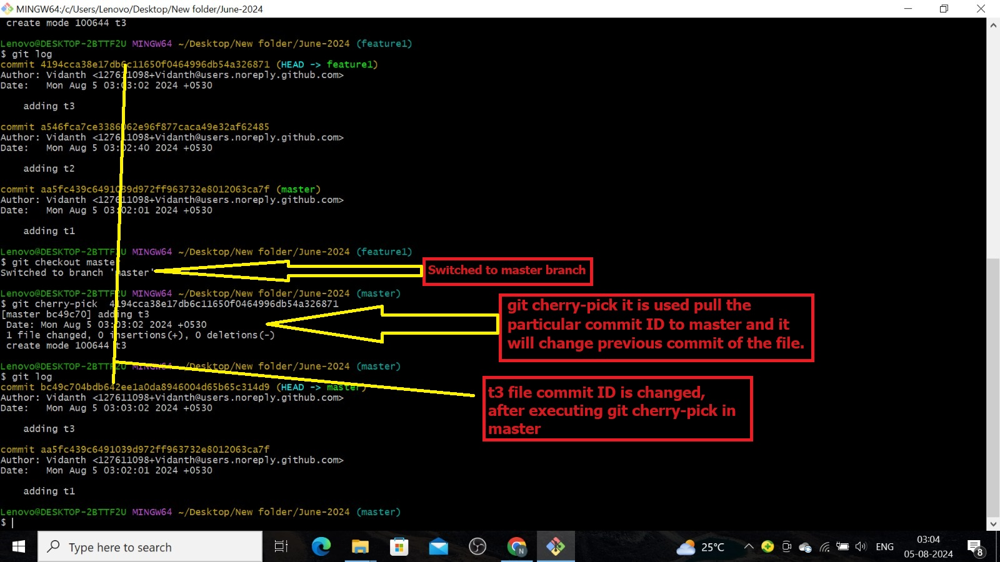 MINGW64:/c/Users/Lenovo/Desktop/New folder/June-2024
create mode 100644 t3
Lenovo@DESKTOP-2BTTF2U MINGW64 ~/Desktop/New folder/June-2024 (feature1)
$ git log
commit 4194cca38e17db6c11650f0464996db54a326871 (HEAD -> feature1)
Author: Vidanth <127611098+Vidanth@users.noreply.github.com>
Date:   Mon Aug 5 03:03:02 2024 +0530
adding t3
commit a546fca7ce3386062e96f877caca49e32af62485
Author: Vidanth <127611098+Vidanth@users.noreply.github.com>
Date:   Mon Aug 5 03:02:40 2024 +0530
adding t2
commit aa5fc439c6491039d972ff963732e8012063ca7f (master)
Author: Vidanth <127611098+Vidanth@users.noreply.github.com>
Date:   Mon Aug 5 03:02:01 2024 +0530
adding t1
Lenovo@DESKTOP-2BTTF2U MINGW64 ~/Desktop/New folder/June-2024 (feature1)
$ git checkout master
Switched to branch 'master'
Switched to master branch
Lenovo@DESKTOP-2BTTF2U MINGW64 ~/Desktop/New folder/June-2024 (master)
$ git cherry-pick  4194cca38e17db6c11650f0464996db54a326871
[master bc49c70] adding t3
Date: Mon Aug 5 03:03:02 2024 +0530
1 file changed, 0 insertions(+), 0 deletions(-)
create mode 100644 t3
git cherry-pick it is used pull the
particular commit ID to master and it
will change previous commit of the file.
Lenovo@DESKTOP-2BTTF2U MINGW64 ~/Desktop/New folder/June-2024 (master)
$ git log
commit bc49c704bdb642ee1a0da8946004d65b65c314d9 (HEAD -> master)
Author: Vidanth <127611098+Vidanth@users.noreply.github.com>
Date:   Mon Aug 5 03:03:02 2024 +0530
adding t3
t3 file commit ID is changed,
after executing git cherry-pick in
master
commit aa5fc439c6491039d972ff963732e8012063ca7f
Author: Vidanth <127611098+Vidanth@users.noreply.github.com>
Date:   Mon Aug 5 03:02:01 2024 +0530
adding t1
Lenovo@DESKTOP-2BTTF2U MINGW64 ~/Desktop/New folder/June-2024 (master)
$
Type here to search
N
25°C
ENG
03:04
05-08-2024
8